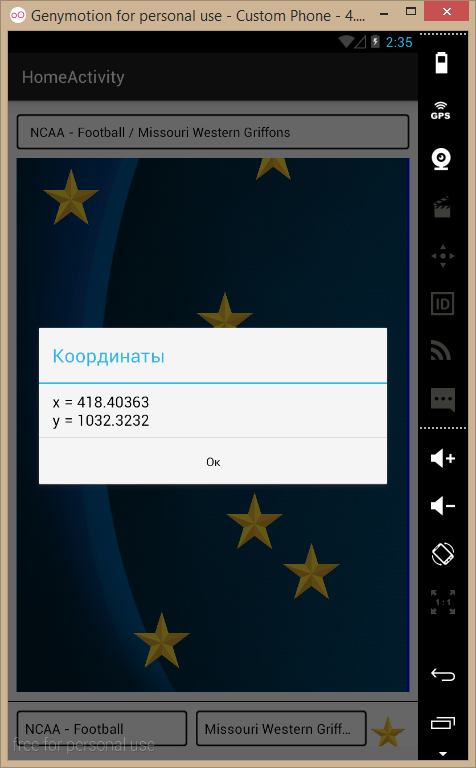 Genymotion for personal use - Custom Phone - 4....
2:35
HomeActivity
GPS
NCAA - Football / Missouri Western Griffons
ID
Координаты
x = 418.40363
y = 1032.3232
Ок
1:1
NCAA - Football
Missouri Western Griff...
free for personal use